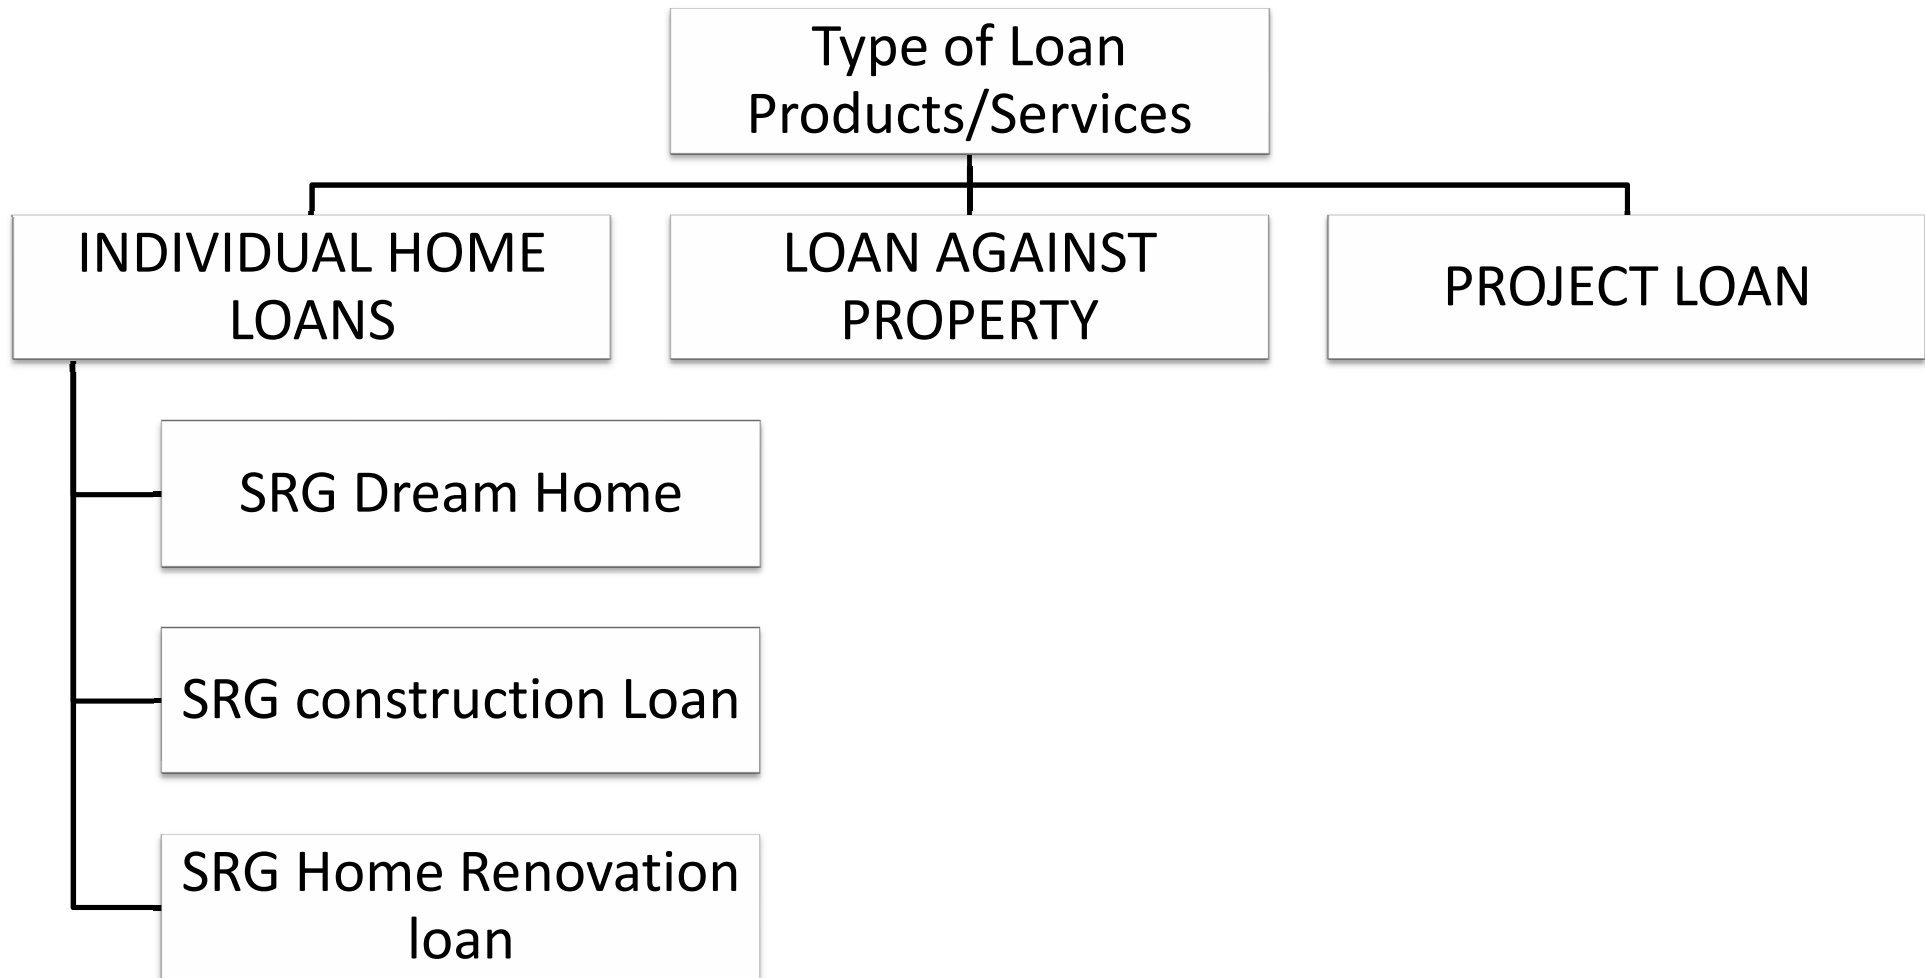 Type of Loan
Products/Services
INDIVIDUAL HOME
LOANS
LOAN AGAINST
PROPERTY
PROJECT LOAN
SRG Dream Home
SRG construction Loan
SRG Home Renovation
loan